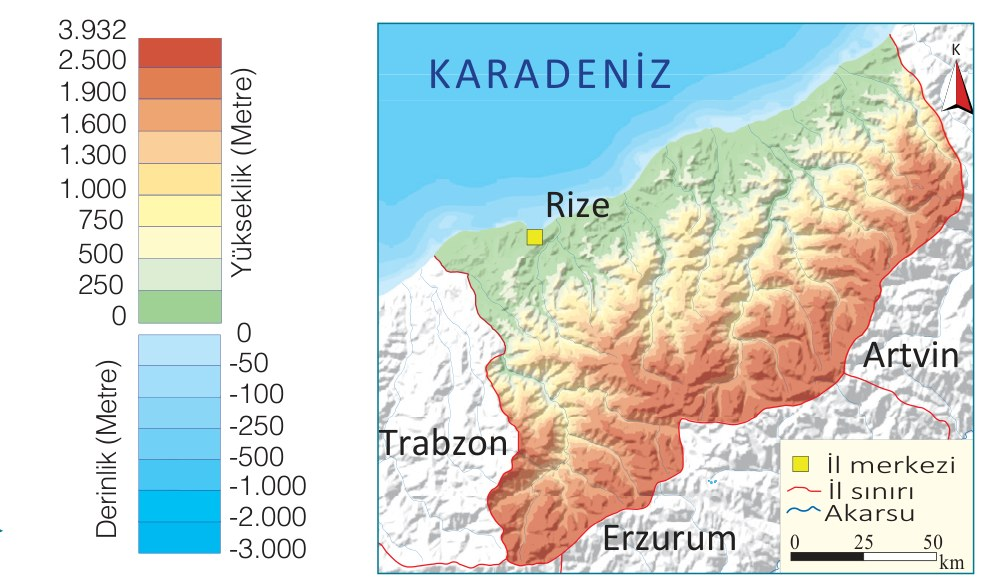 3.932
2.500
1.900
1.600
1.300
1.000
750
500
250
0
Yükseklik (Metre)
0
-50
-100
-250
-500
-1.000
-2.000
-3.000
Derinlik (Metre)
KARADENİZ
K
Rize
Artvin
Trabzon
Erzurum
İl merkezi
İl sınırı
Akarsu
0 25 50
km